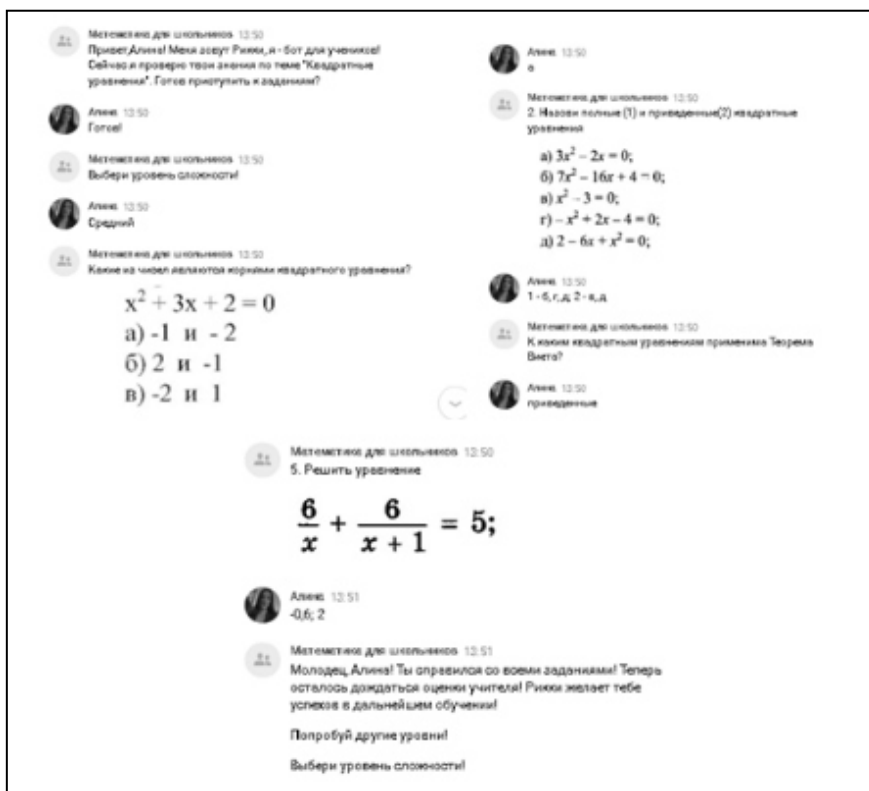 Математика для школьников 13:50
Привет, Алина! Меня зовут Рикки, я - бот для учеников!
Сейчас я проверю твои знания по теме "Квадратные
уравнения". Готов приступить к заданиям?
Алина 13:50
Готов!
Математика для школьников 13:50
Выбери уровень сложности!
Алина 13:50
Средний
Математика для школьников 13:50
Какие из чисел являются корнями квадратного уравнения?
x² + 3x + 2 = 0
а) -1 и - 2
б) 2 и -1
в) -2 и 1
Алина 13:50
а
Математика для школьников 13:50
2. Назови полные (1) и приведенные(2) квадратные
уравнения
а) 3x² − 2x = 0;
б) 7x² − 16x + 4 = 0;
в) x² − 3 = 0;
г) − x² + 2x − 4 = 0;
д) 2 − 6x + x² = 0;
Алина 13:50
1 - б, г, д; 2 - в, д
Математика для школьников 13:50
К каким квадратным уравнениям применима Теорема
Виета?
Алина 13:50
приведенные
Математика для школьников 13:50
5. Решить уравнение
6/x + 6/(x + 1) = 5;
Алина 13:51
-0,6; 2
Математика для школьников 13:51
Молодец, Алина! Ты справился со всеми заданиями! Теперь
осталось дождаться оценки учителя! Рикки желает тебе
успехов в дальнейшем обучении!
Попробуй другие уровни!
Выбери уровень сложности!